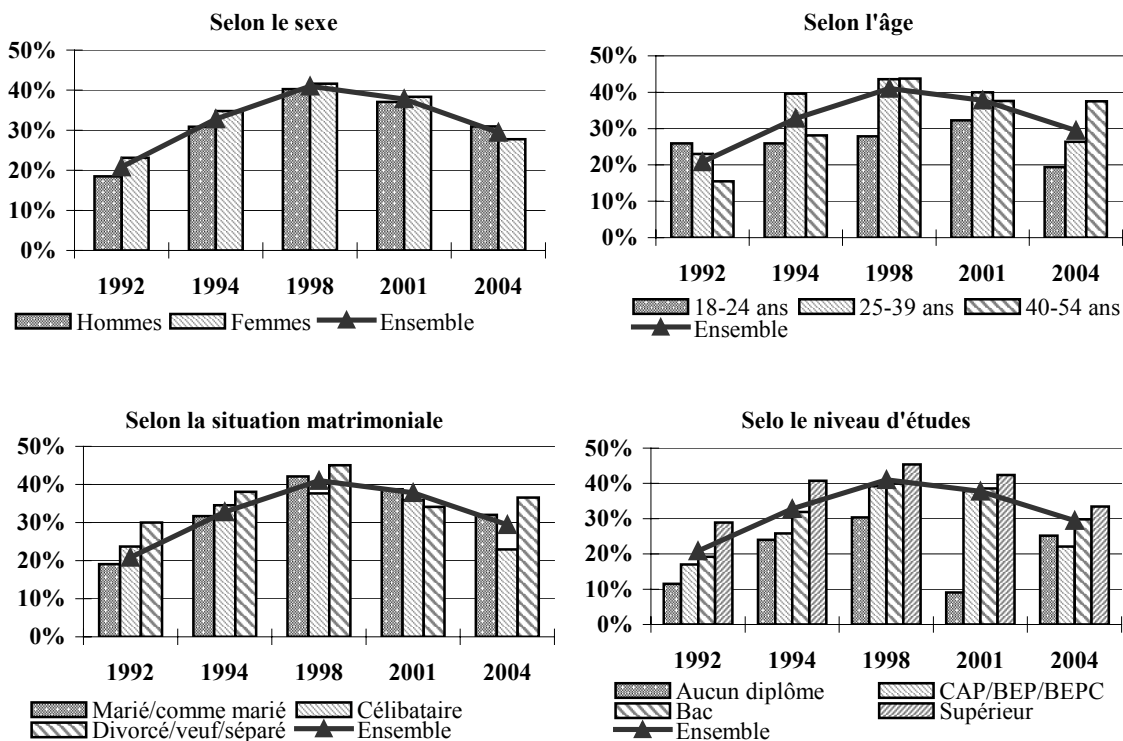 Selon le sexe
50%
40%
30%
20%
10%
0%
1992 1994 1998 2001 2004
Hommes Femmes Ensemble
Selon l'âge
50%
40%
30%
20%
10%
0%
1992 1994 1998 2001 2004
18-24 ans 25-39 ans 40-54 ans
Ensemble
Selon la situation matrimoniale
50%
40%
30%
20%
10%
0%
1992 1994 1998 2001 2004
Marié/comme marié Célibataire
Divorcé/veuf/séparé Ensemble
Selo le niveau d'études
50%
40%
30%
20%
10%
0%
1992 1994 1998 2001 2004
Aucun diplôme CAP/BEP/BEPC
Bac Supérieur
Ensemble